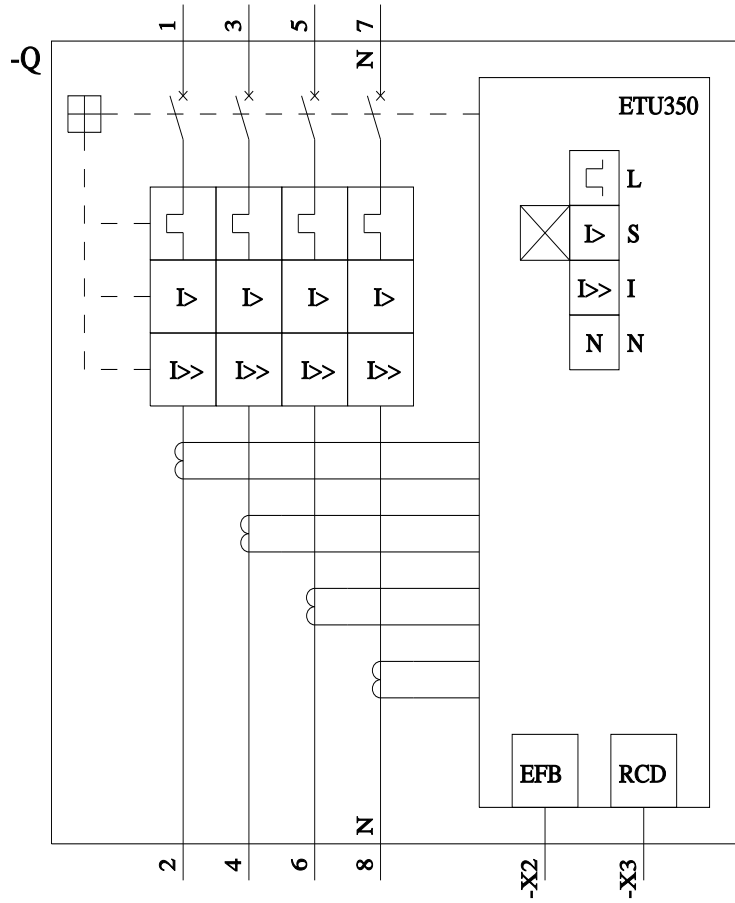 1 3 5 7
-Q
N
ETU350
L
I> S
I>> I
N N
I> I> I> I>
I>> I>> I>> I>>
EFB RCD
N
2 4 6 8
-X2 -X3